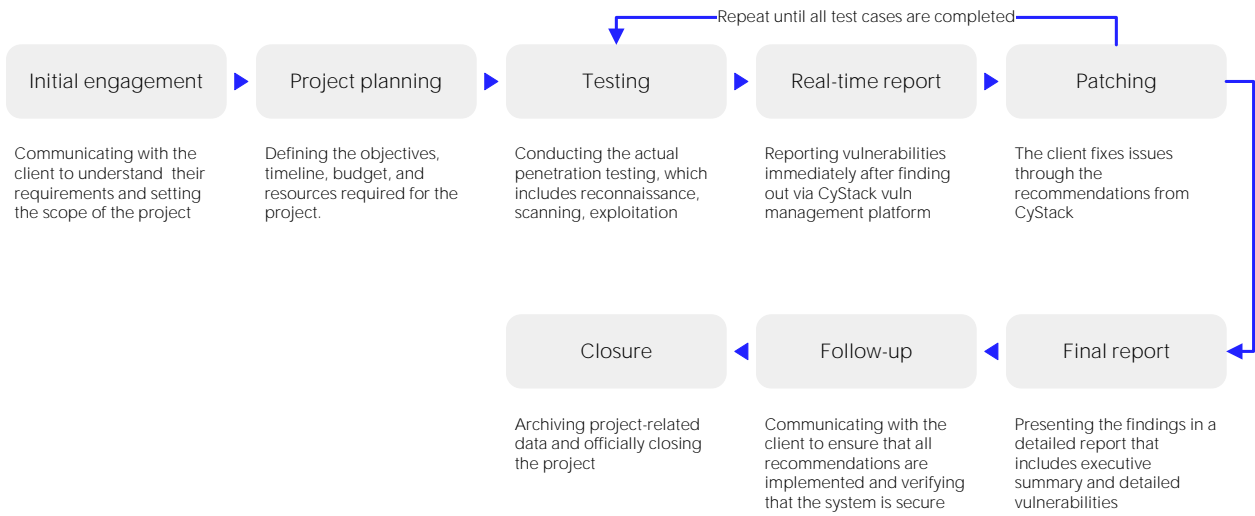 Repeat until all test cases are completed
Initial engagement
Project planning
Testing
Real-time report
Patching
Communicating with the
client to understand their
requirements and setting
the scope of the project
Defining the objectives,
timeline, budget, and
resources required for the
project.
Conducting the actual
penetration testing, which
includes reconnaissance,
scanning, exploitation
Reporting vulnerabilities
immediately after finding
out via CyStack vuln
management platform
The client fixes issues
through the
recommendations from
CyStack
Closure
Follow-up
Final report
Archiving project-related
data and officially closing
the project
Communicating with the
client to ensure that all
recommendations are
implemented and verifying
that the system is secure
Presenting the findings in a
detailed report that
includes executive
summary and detailed
vulnerabilities